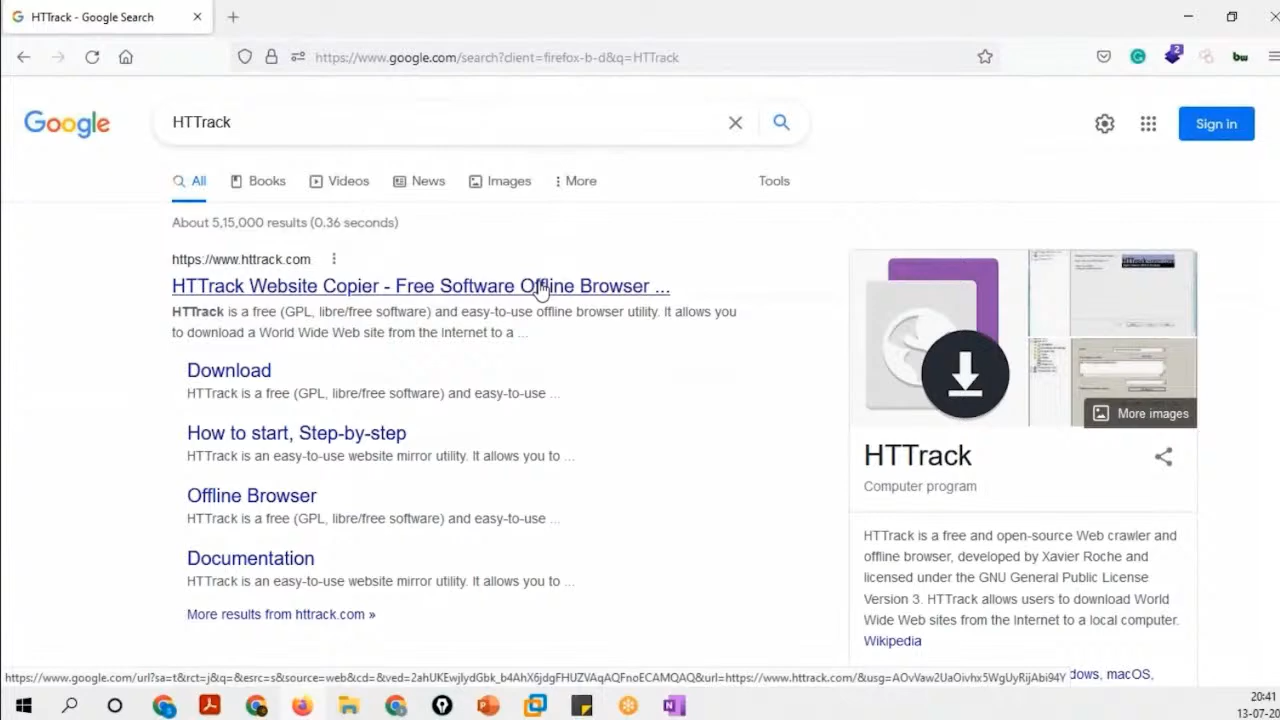 HTTrack - Google Search
https://www.google.com/search?client=firefox-b-d&q=HTTrack
2
bw
Google
HTTrack
Sign in
All
Books
Videos
News
Images
More
Tools
About 5,15,000 results (0.36 seconds)
https://www.httrack.com
HTTrack Website Copier - Free Software Offline Browser ...
HTTrack is a free (GPL, libre/free software) and easy-to-use offline browser utility. It allows you
to download a World Wide Web site from the Internet to a ...
Download
HTTrack is a free (GPL, libre/free software) and easy-to-use ...
How to start, Step-by-step
HTTrack is an easy-to-use website mirror utility. It allows you to ...
Offline Browser
HTTrack is a free (GPL, libre/free software) and easy-to-use ...
Documentation
HTTrack is an easy-to-use website mirror utility. It allows you to ...
More results from httrack.com »
More images
HTTrack
Computer program
HTTrack is a free and open-source Web crawler and
offline browser, developed by Xavier Roche and
licensed under the GNU General Public License
Version 3. HTTrack allows users to download World
Wide Web sites from the Internet to a local computer.
Wikipedia
dows, macOS,
https://www.google.com/url?sa=t&rct=j&q=&esrc=s&source=web&cd=&ved=2ahUKEwjlydGbk_b4AhX6jdgFHUZVAqAQFnoECAMQAQ&url=https://www.httrack.com/&usg=AOvVaw2UaOivhx5WgUyRijAbi94Y
20:41
13-07-20